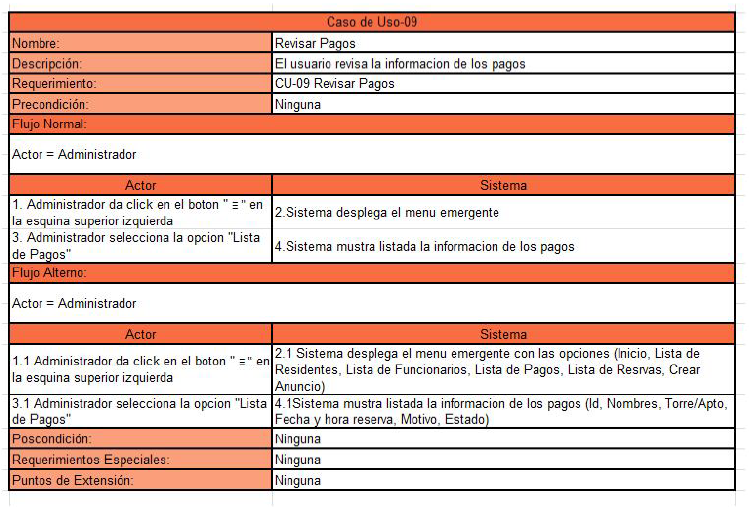 Caso de Uso-09
Nombre: Revisar Pagos
Descripción: El usuario revisa la informacion de los pagos
Requerimiento: CU-09 Revisar Pagos
Precondición: Ninguna
Flujo Normal:
Actor = Administrador
Actor Sistema
1. Administrador da click en el boton " ≡ " en
la esquina superior izquierda
2.Sistema desplega el menu emergente
3. Administrador selecciona la opcion "Lista
de Pagos"
4.Sistema mustra listada la informacion de los pagos
Flujo Alterno:
Actor = Administrador
Actor Sistema
1.1 Administrador da click en el boton " ≡ " en
la esquina superior izquierda
2.1 Sistema desplega el menu emergente con las opciones (Inicio, Lista de
Residentes, Lista de Funcionarios, Lista de Pagos, Lista de Resrvas, Crear
Anuncio)
3.1 Administrador selecciona la opcion "Lista
de Pagos"
4.1Sistema mustra listada la informacion de los pagos (Id, Nombres, Torre/Apto,
Fecha y hora reserva, Motivo, Estado)
Poscondición: Ninguna
Requerimientos Especiales: Ninguna
Puntos de Extensión: Ninguna